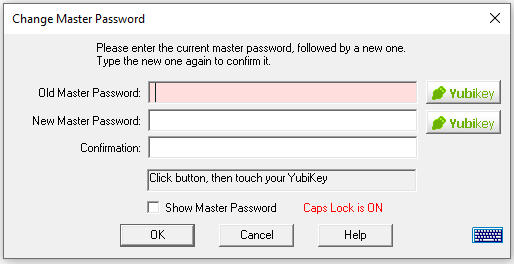 Change Master Password
Please enter the current master password, followed by a new one.
Type the new one again to confirm it.
Old Master Password:
Yubikey
New Master Password:
Yubikey
Confirmation:
Click button, then touch your YubiKey
Show Master Password
Caps Lock is ON
OK
Cancel
Help